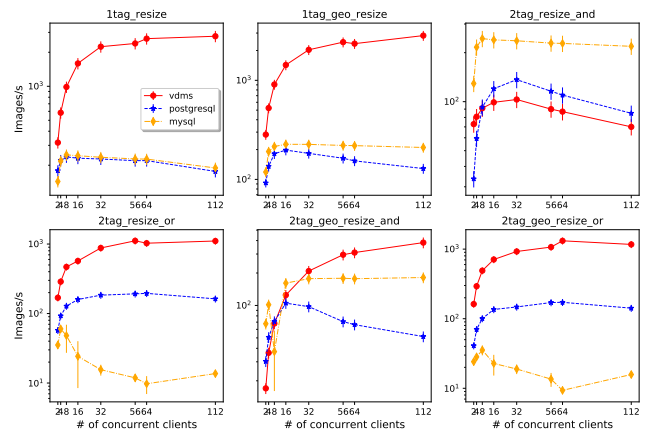 1tag_resize
1tag_geo_resize
2tag_resize_and
Images/s
10³
vdms
postgresql
mysql
2 4 8 16 32 56 64 112
10³
10²
2 4 8 16 32 56 64 112
10²
2 4 8 16 32 56 64 112
2tag_resize_or
2tag_geo_resize_and
2tag_geo_resize_or
Images/s
10³
10²
10¹
2 4 8 16 32 56 64 112
# of concurrent clients
10²
2 4 8 16 32 56 64 112
# of concurrent clients
10³
10²
10¹
2 4 8 16 32 56 64 112
# of concurrent clients